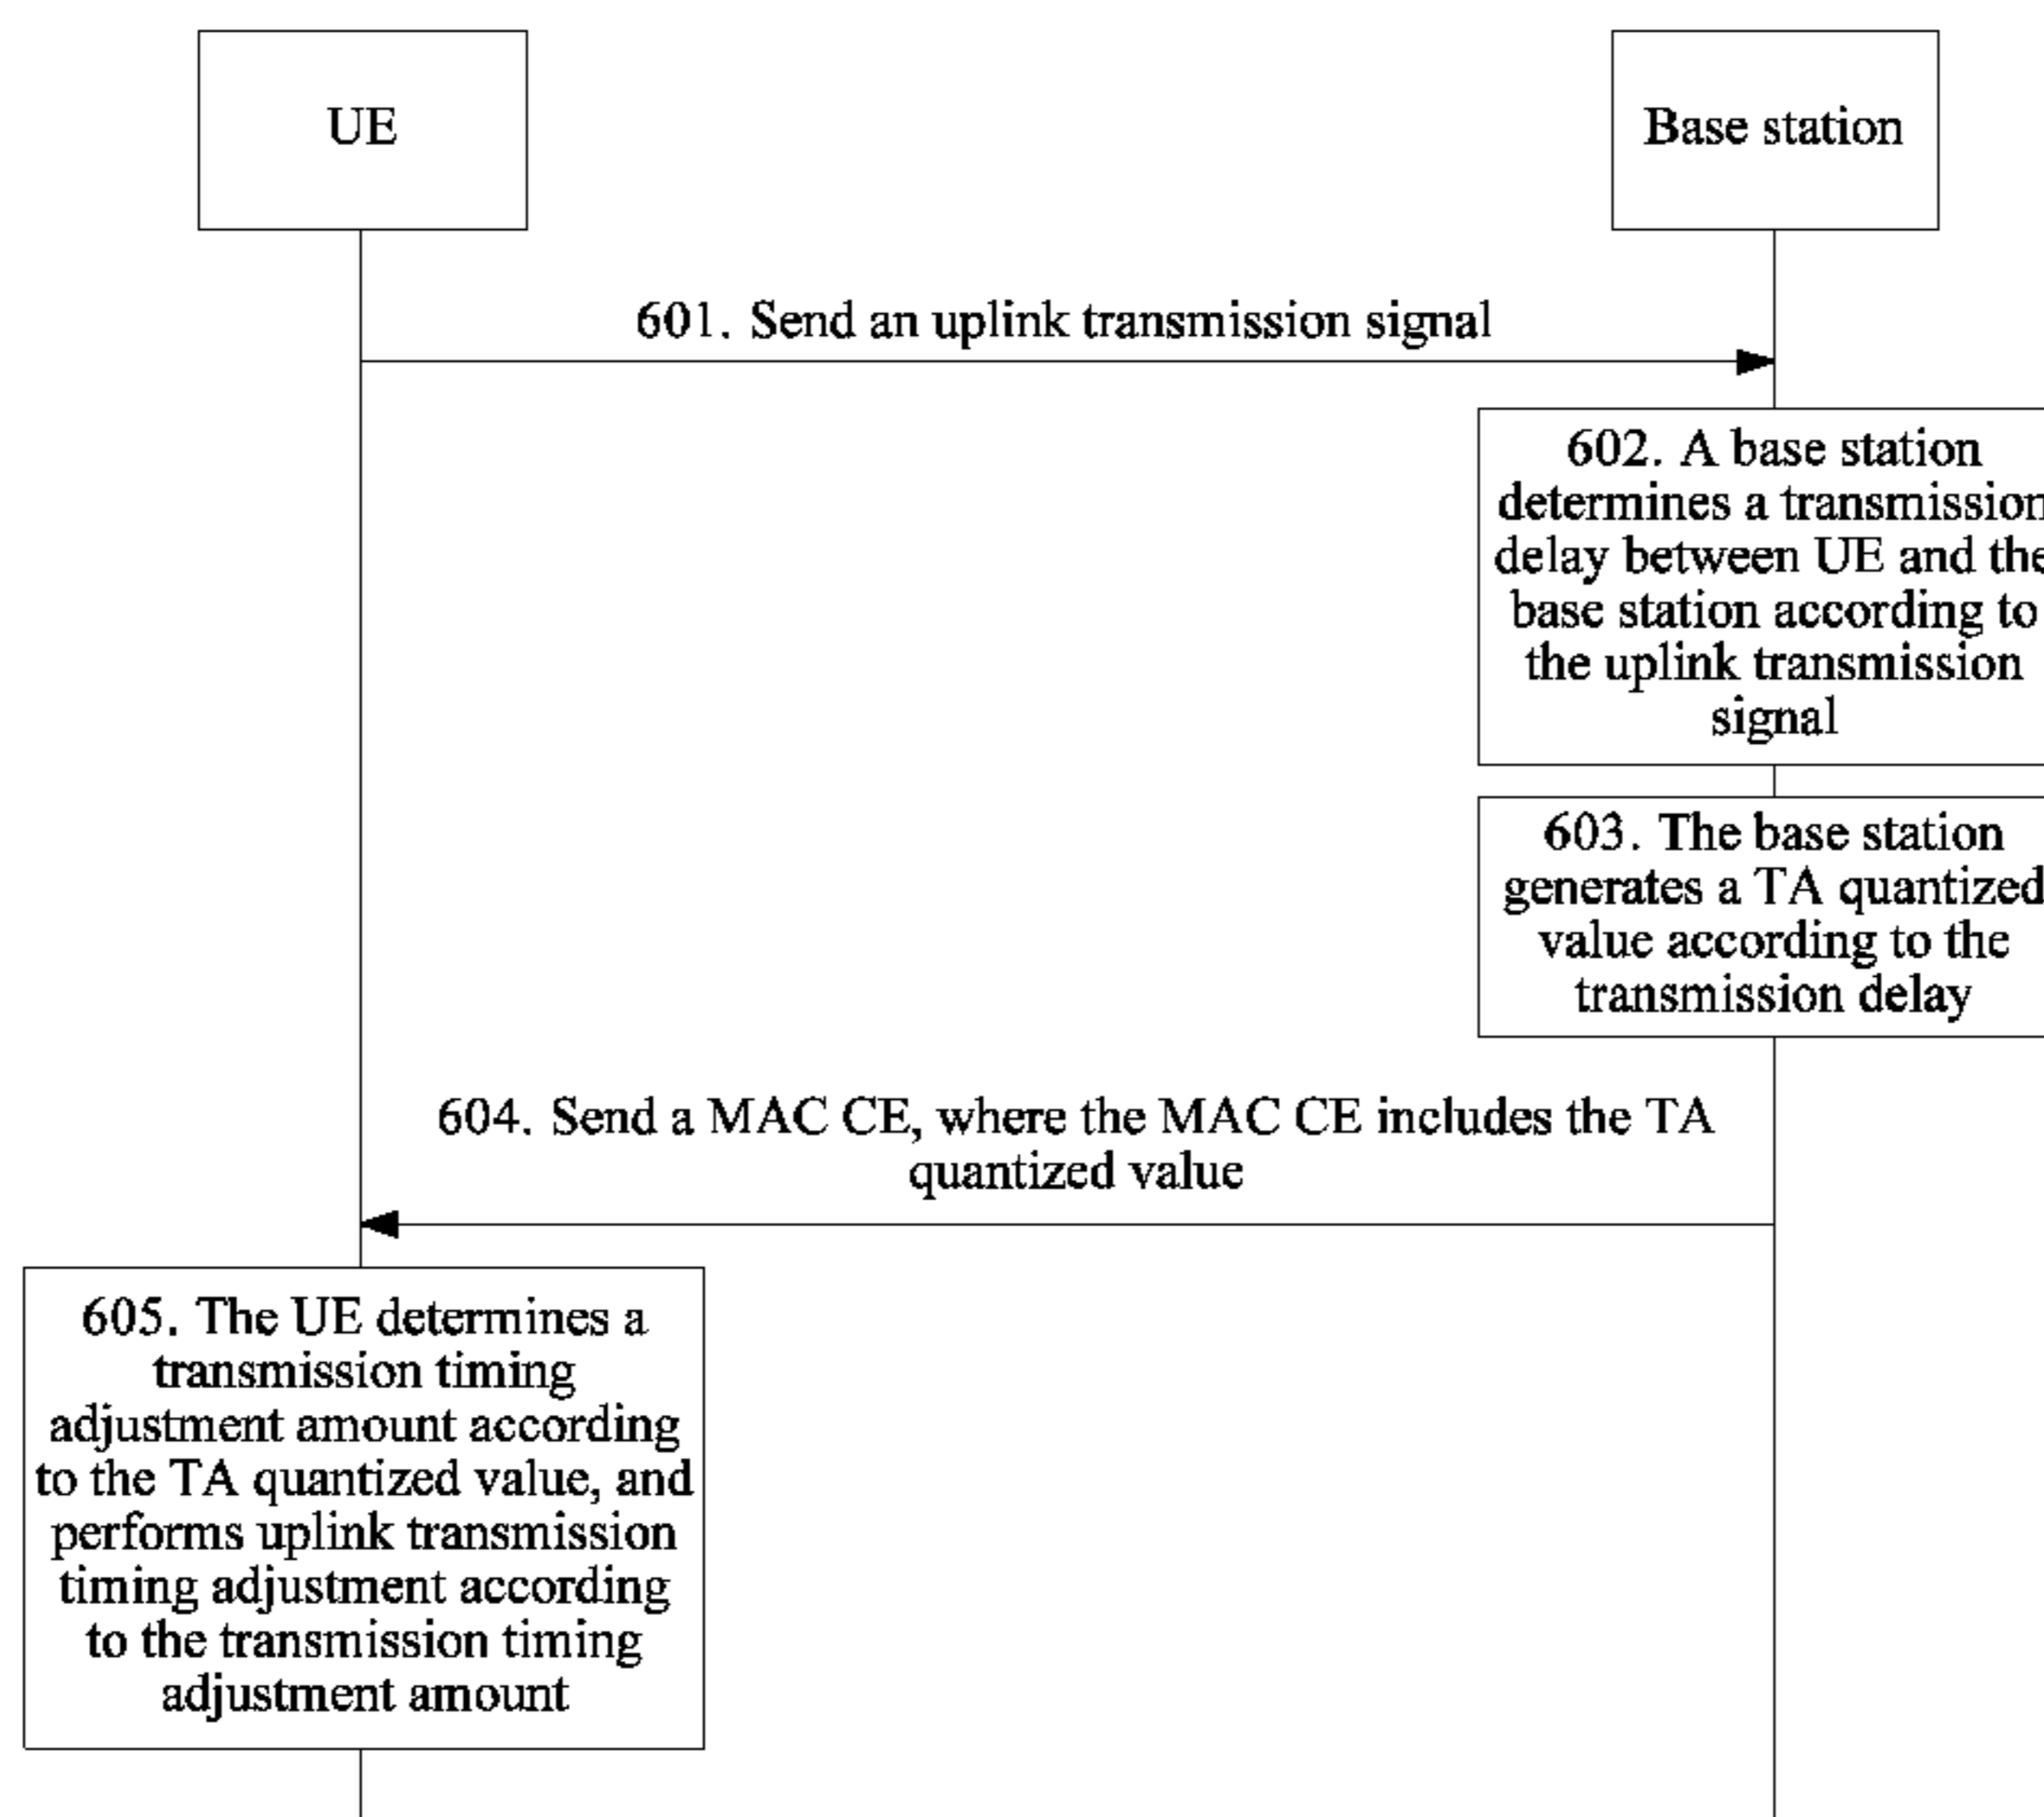 UE
Base station
601. Send an uplink transmission signal
602. A base station
determines a transmission
delay between UE and the
base station according to
the uplink transmission
signal
603. The base station
generates a TA quantized
value according to the
transmission delay
604. Send a MAC CE, where the MAC CE includes the TA
quantized value
605. The UE determines a
transmission timing
adjustment amount according
to the TA quantized value, and
performs uplink transmission
timing adjustment according
to the transmission timing
adjustment amount